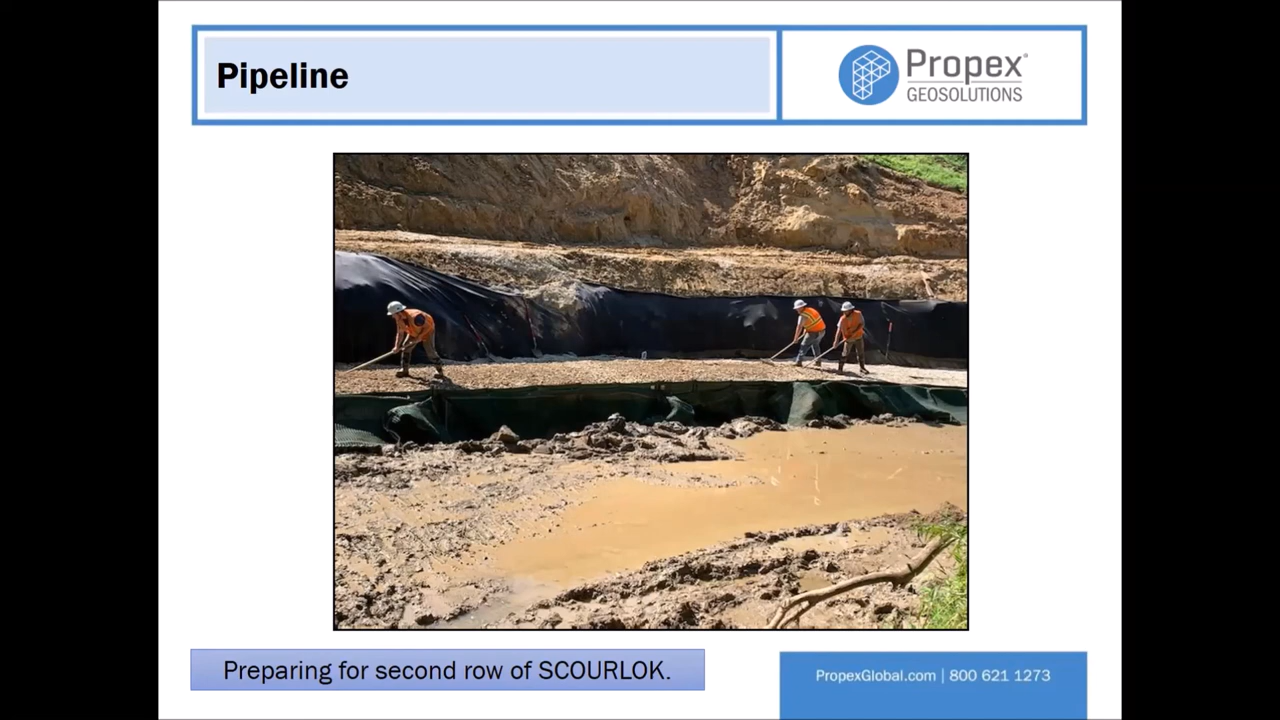 Pipeline
Propex®
GEOSOLUTIONS
Preparing for second row of SCOURLOK.
PropexGlobal.com | 800 621 1273